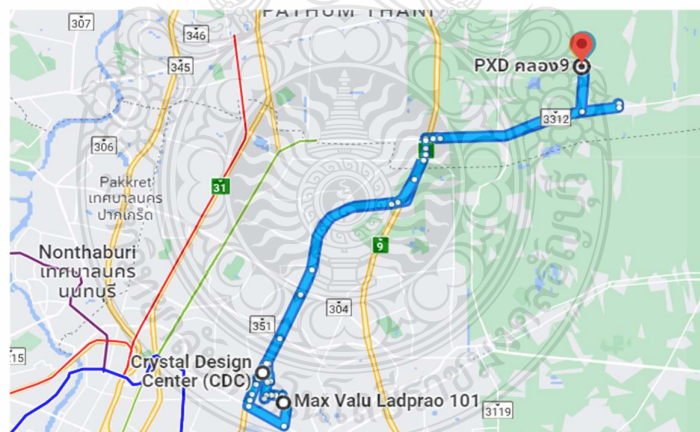 PATHUM THANI
307
346
345
PXD คลอง9
3312
306
Pakkret
เทศบาลนคร
ปากเกร็ด
31
9
Nonthaburi
เทศบาลนคร
นนทบุรี
304
351
15
Crystal Design
Center (CDC)
Max Valu Ladprao 101
3119